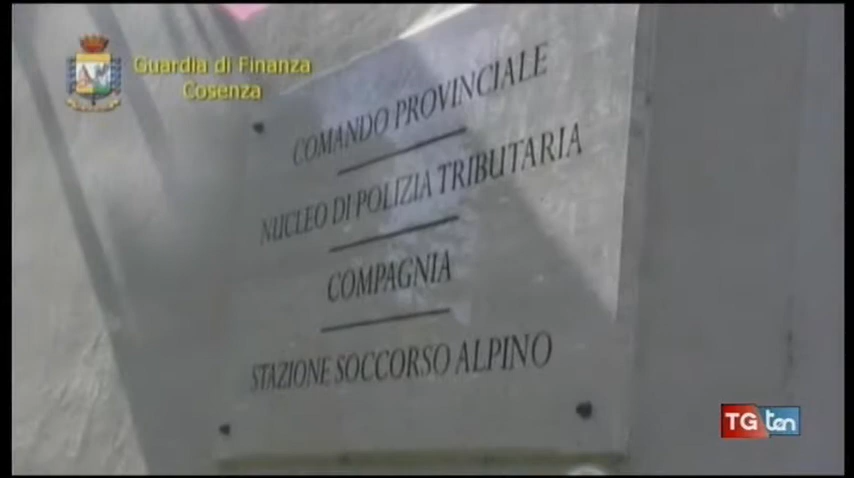 Guardia di Finanza
Cosenza
COMANDO PROVINCIALE
NUCLEO DI POLIZIA TRIBUTARIA
COMPAGNIA
STAZIONE SOCCORSO ALPINO
TG ten